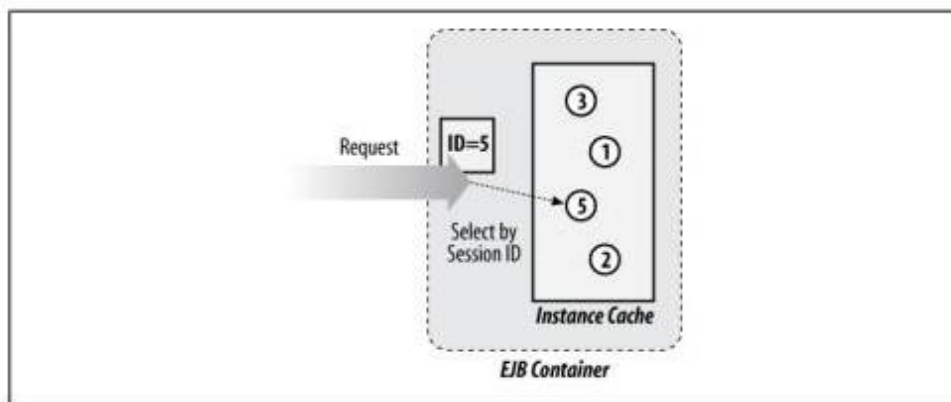 3
ID=5
1
Request
5
Select by
Session ID
2
Instance Cache
EJB Container